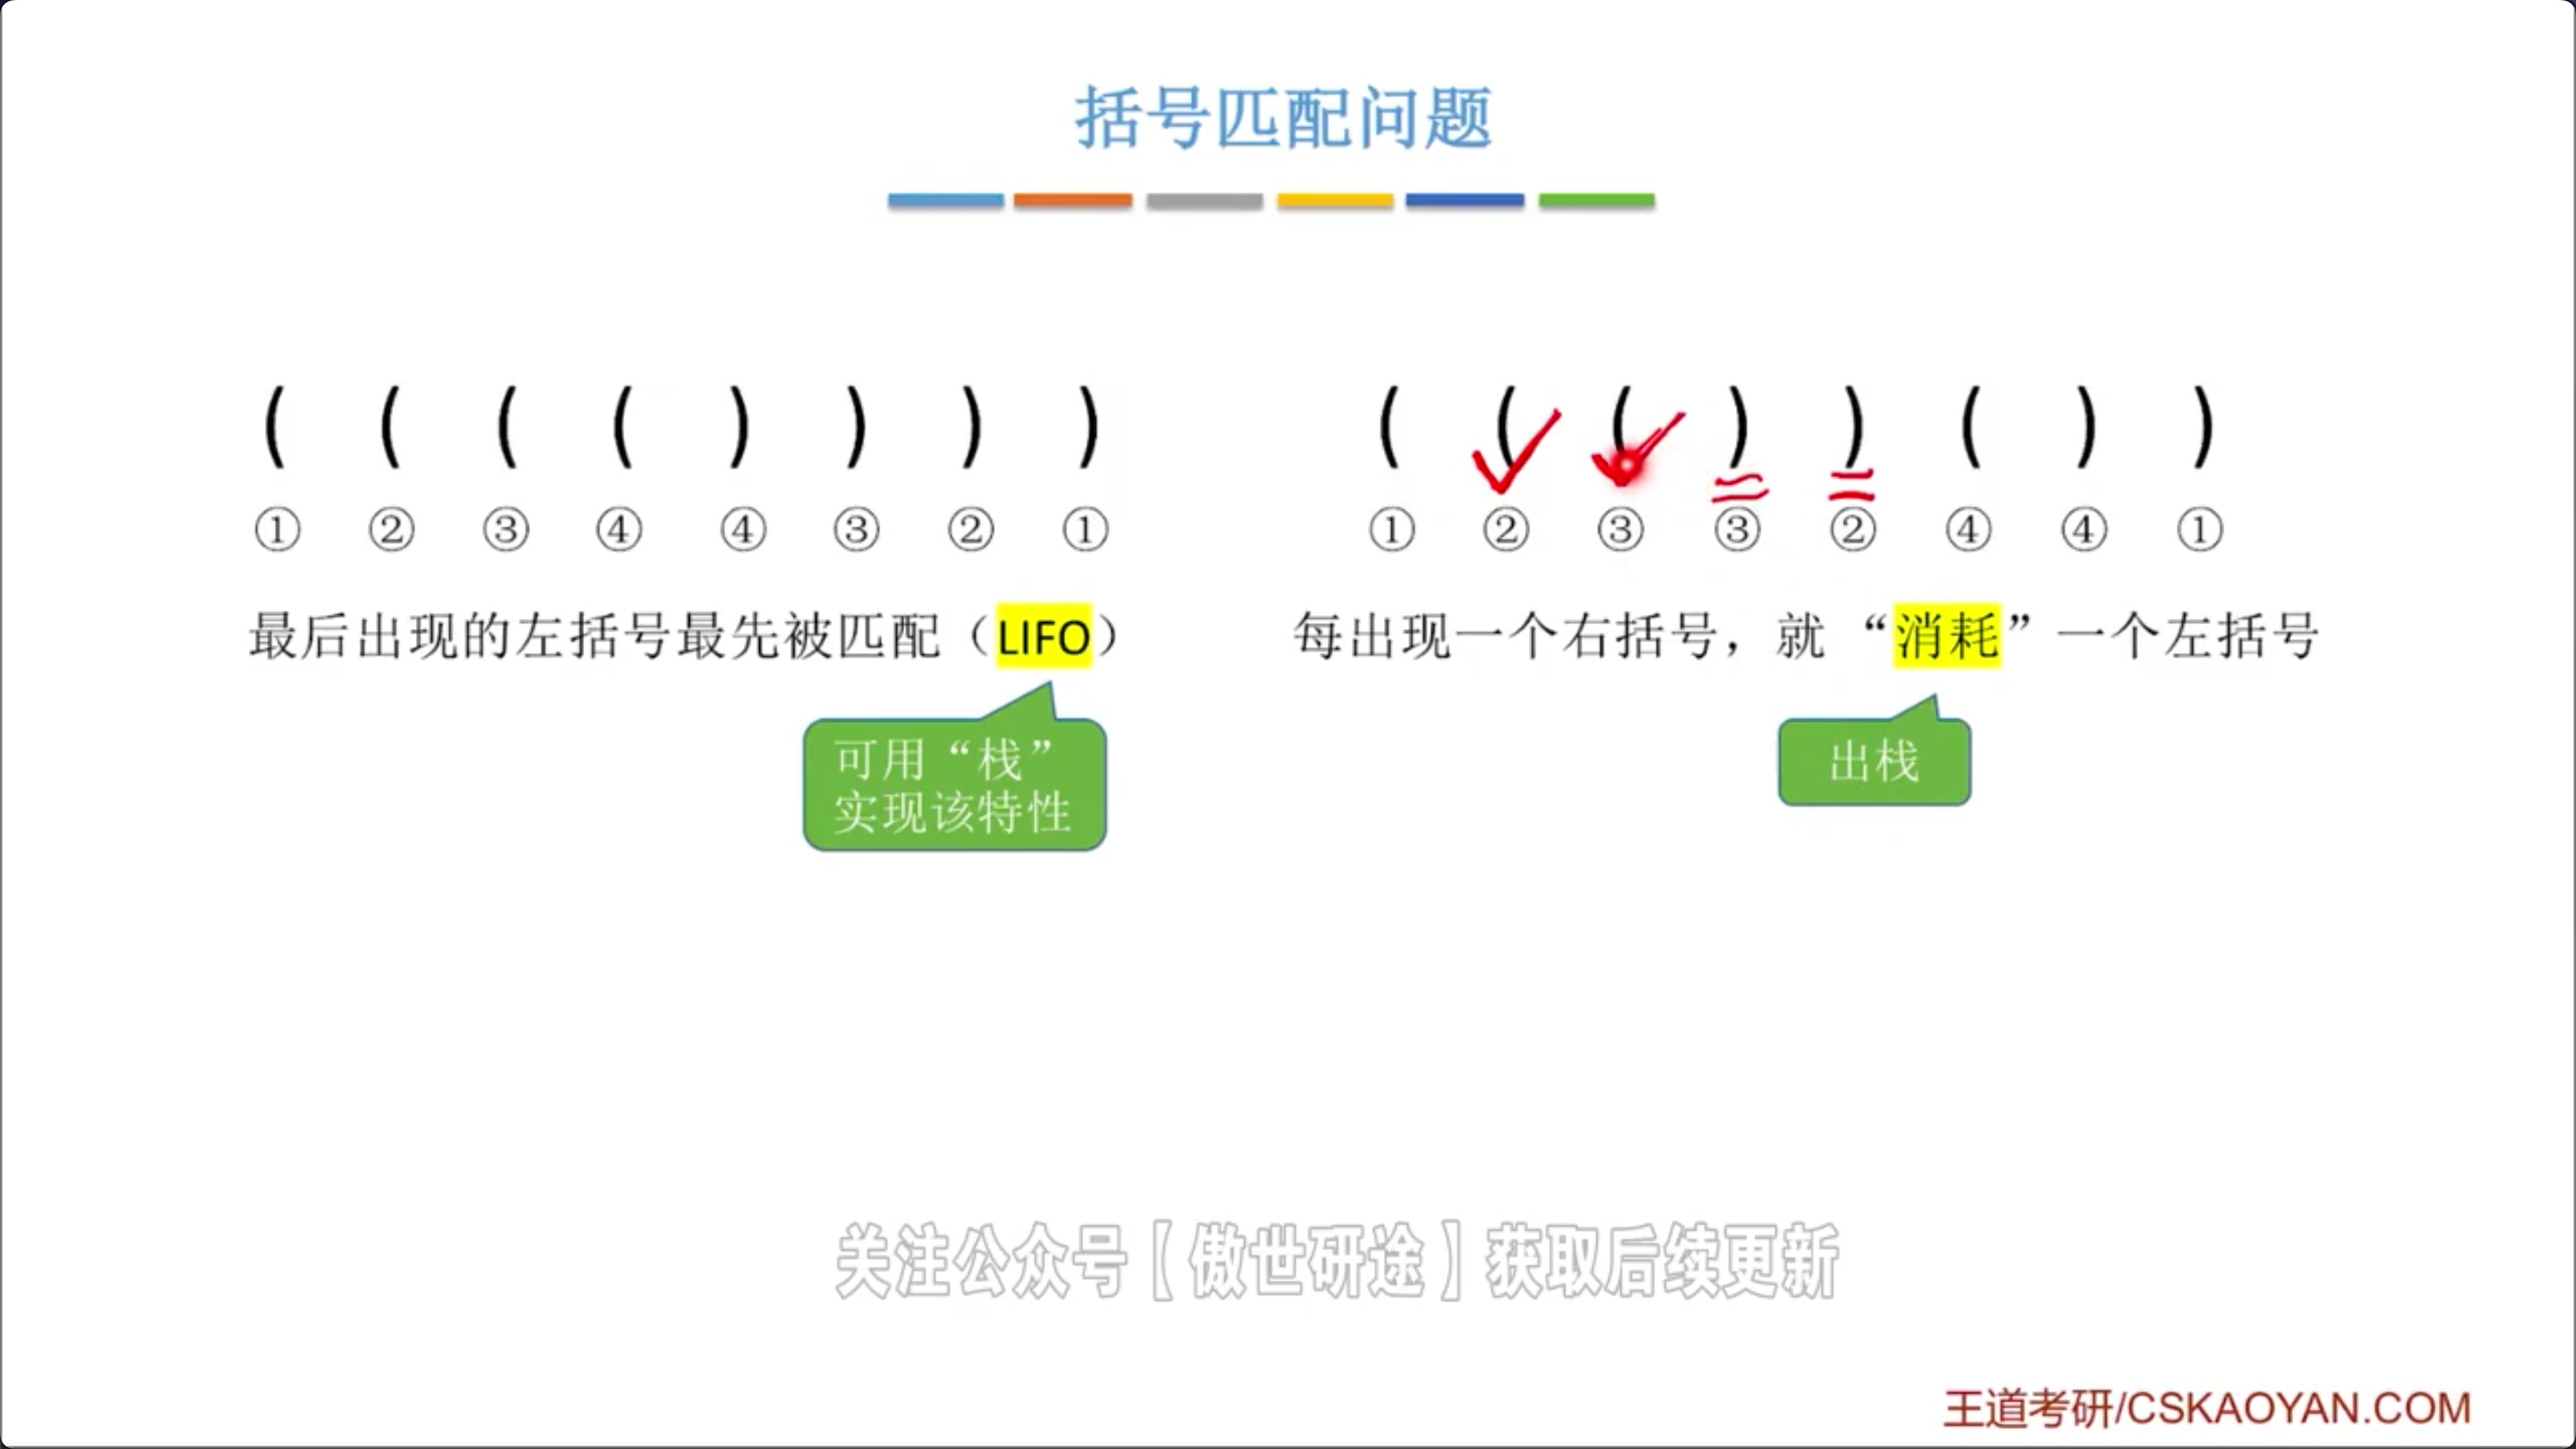 括号匹配问题
( ( ( ( ) ) ) )
① ② ③ ④ ④ ③ ② ①
最后出现的左括号最先被匹配（LIFO）
可用“栈”
实现该特性
( ( ( ) ) ( ) )
① ② ③ ③ ② ④ ④ ①
每出现一个右括号，就“消耗”一个左括号
出栈
关注公众号【傲世研途】获取后续更新
王道考研/CSKAOYAN.COM